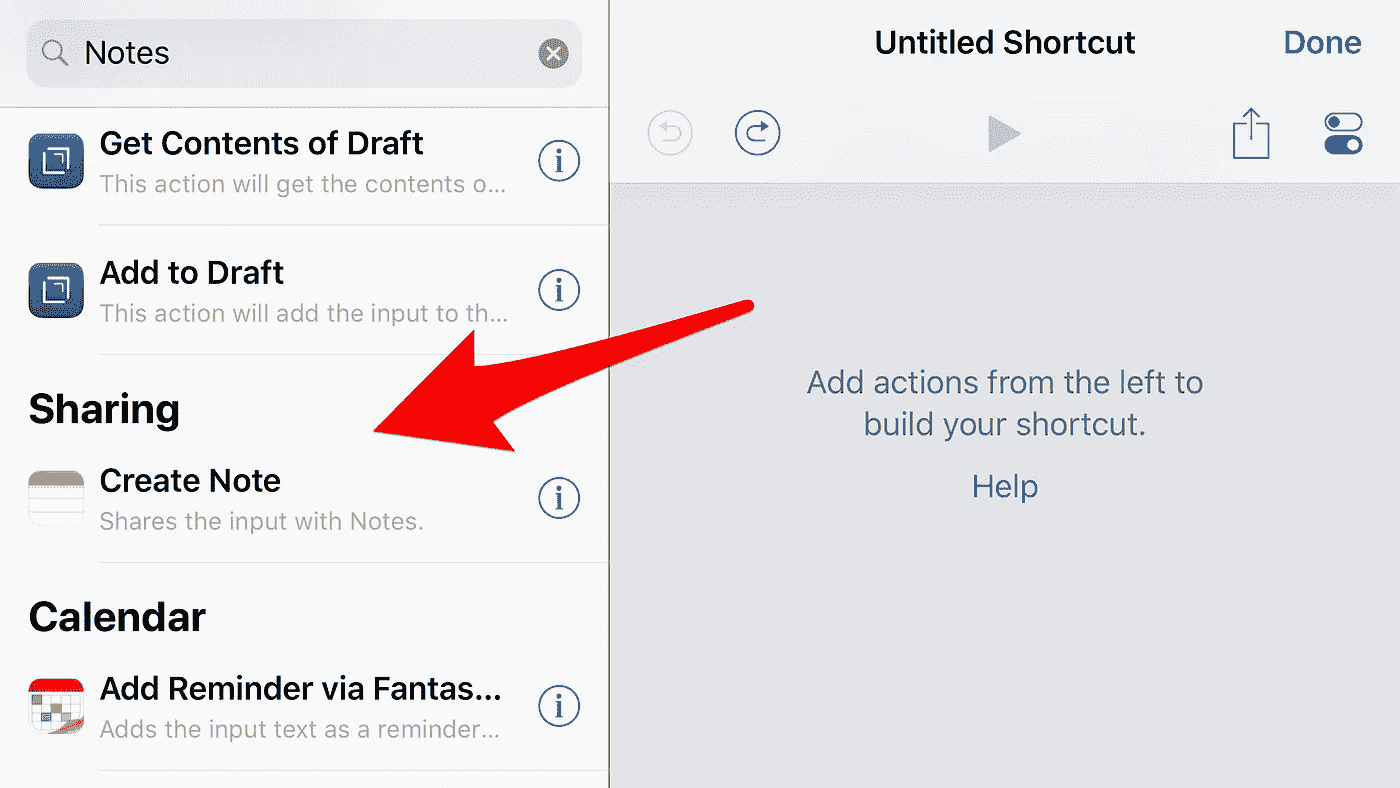 Notes
Get Contents of Draft
This action will get the contents o...
Add to Draft
This action will add the input to th...
Sharing
Create Note
Shares the input with Notes.
Calendar
Add Reminder via Fantas...
Adds the input text as a reminder...
Untitled Shortcut
Done
Add actions from the left to
build your shortcut.
Help